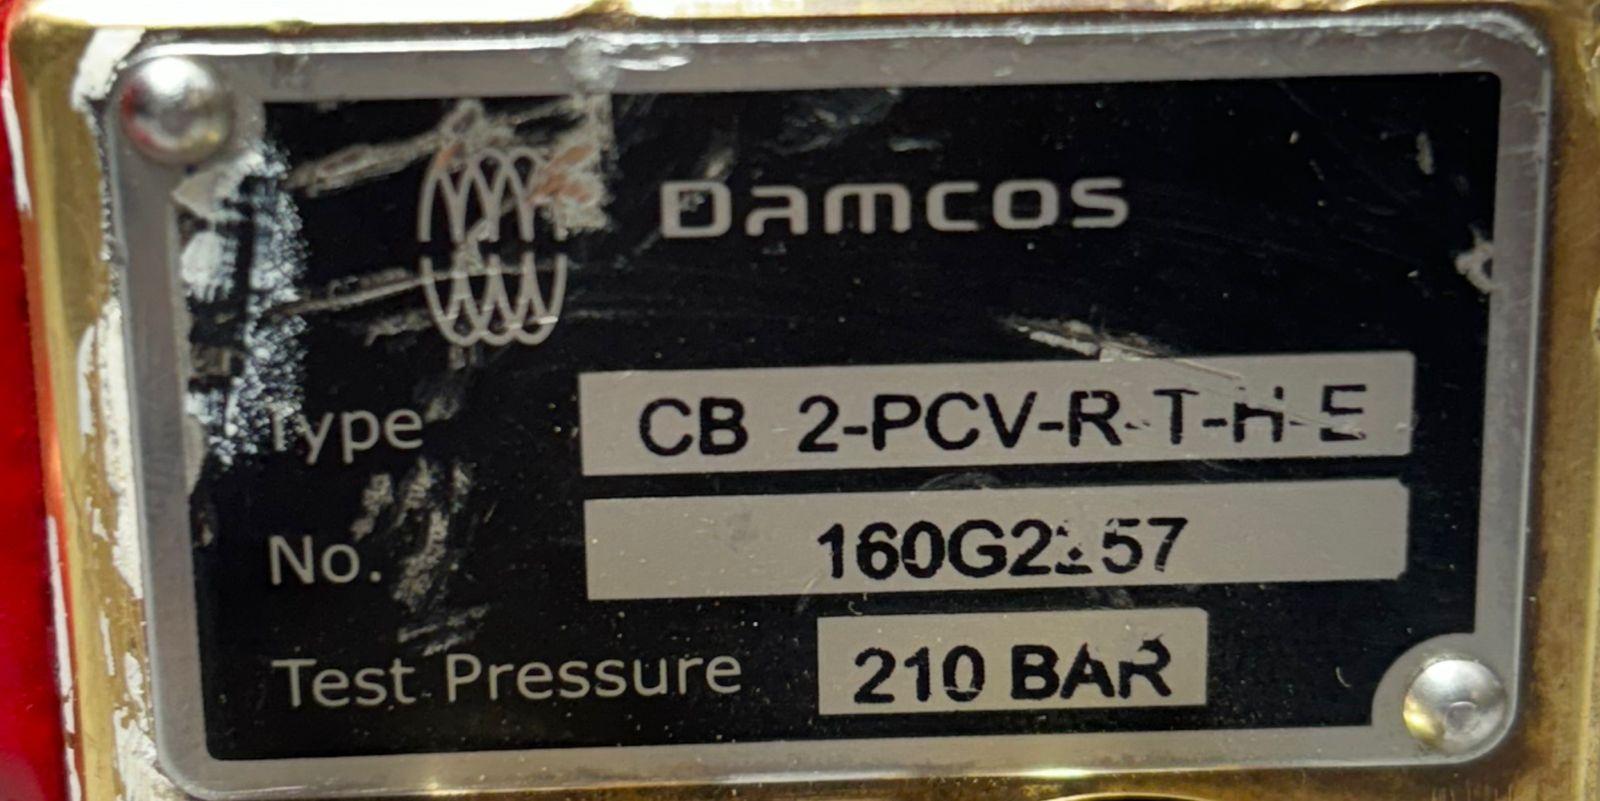 Damcos
Type CB 2-PCV-R-T-H-E
No.
Test Pressure 210 BAR